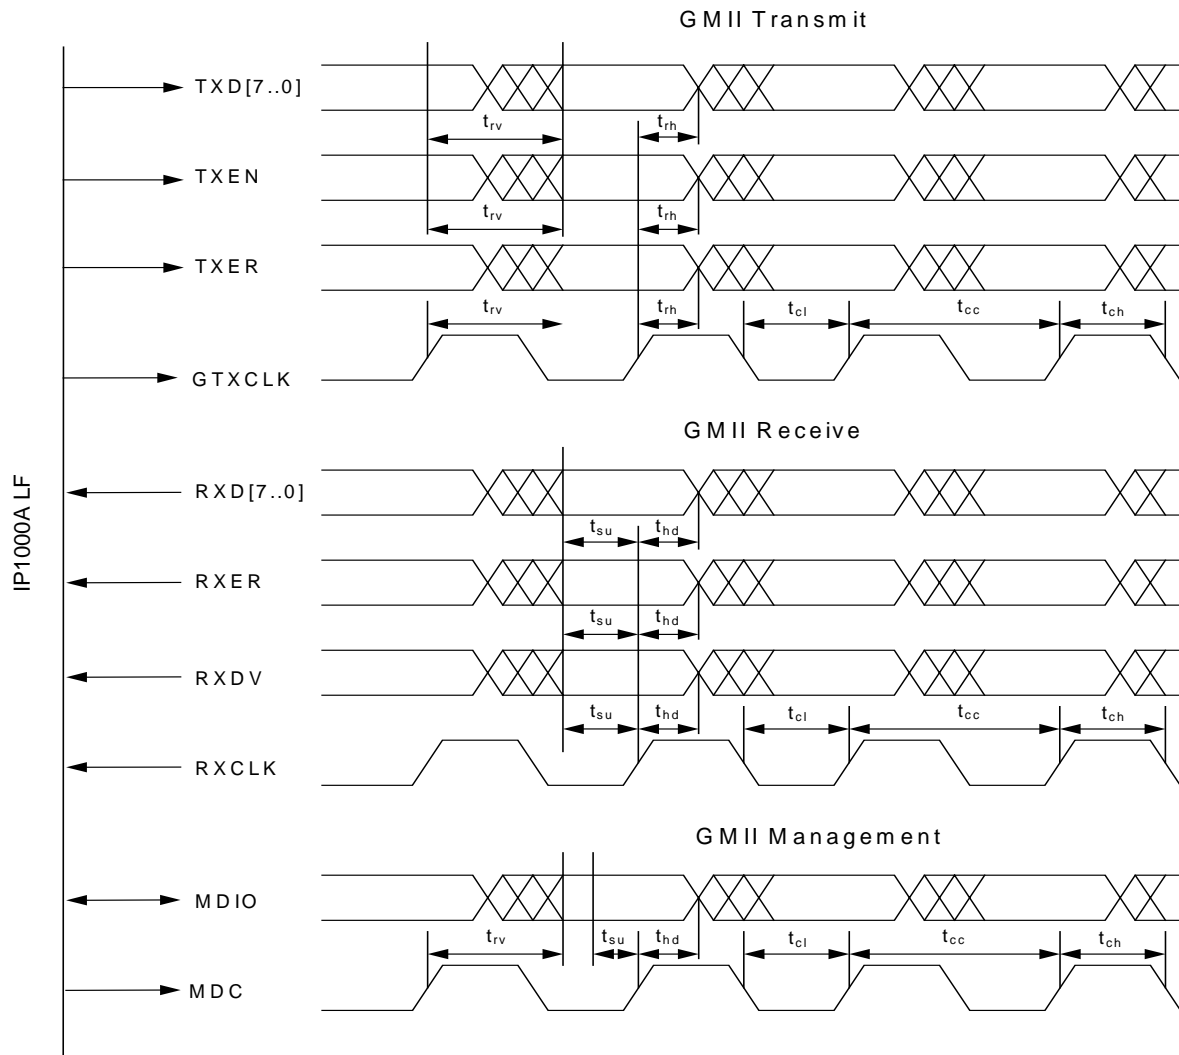 GMII Transmit
TXD[7..0]
trv
trh
TXEN
trv
trh
TXER
trv
trh
tcl
tcc
tch
GTXCLK
GMII Receive
IP1000A LF
RXD[7..0]
tsu
thd
RXER
tsu
thd
RXDV
tsu
thd
tcl
tcc
tch
RXCLK
GMII Management
MDIO
trv
tsu
thd
tcl
tcc
tch
MDC